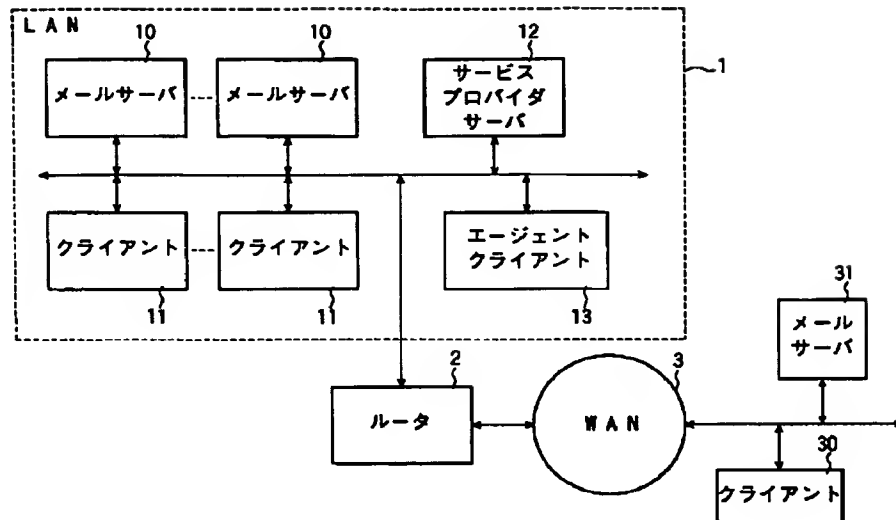 LAN
10
10
12
1
メールサーバ
メールサーバ
サービス
プロバイダ
サーバ
クライアント
クライアント
エージェント
クライアント
11
11
13
31
メール
サーバ
2
ルータ
3
WAN
30
クライアント